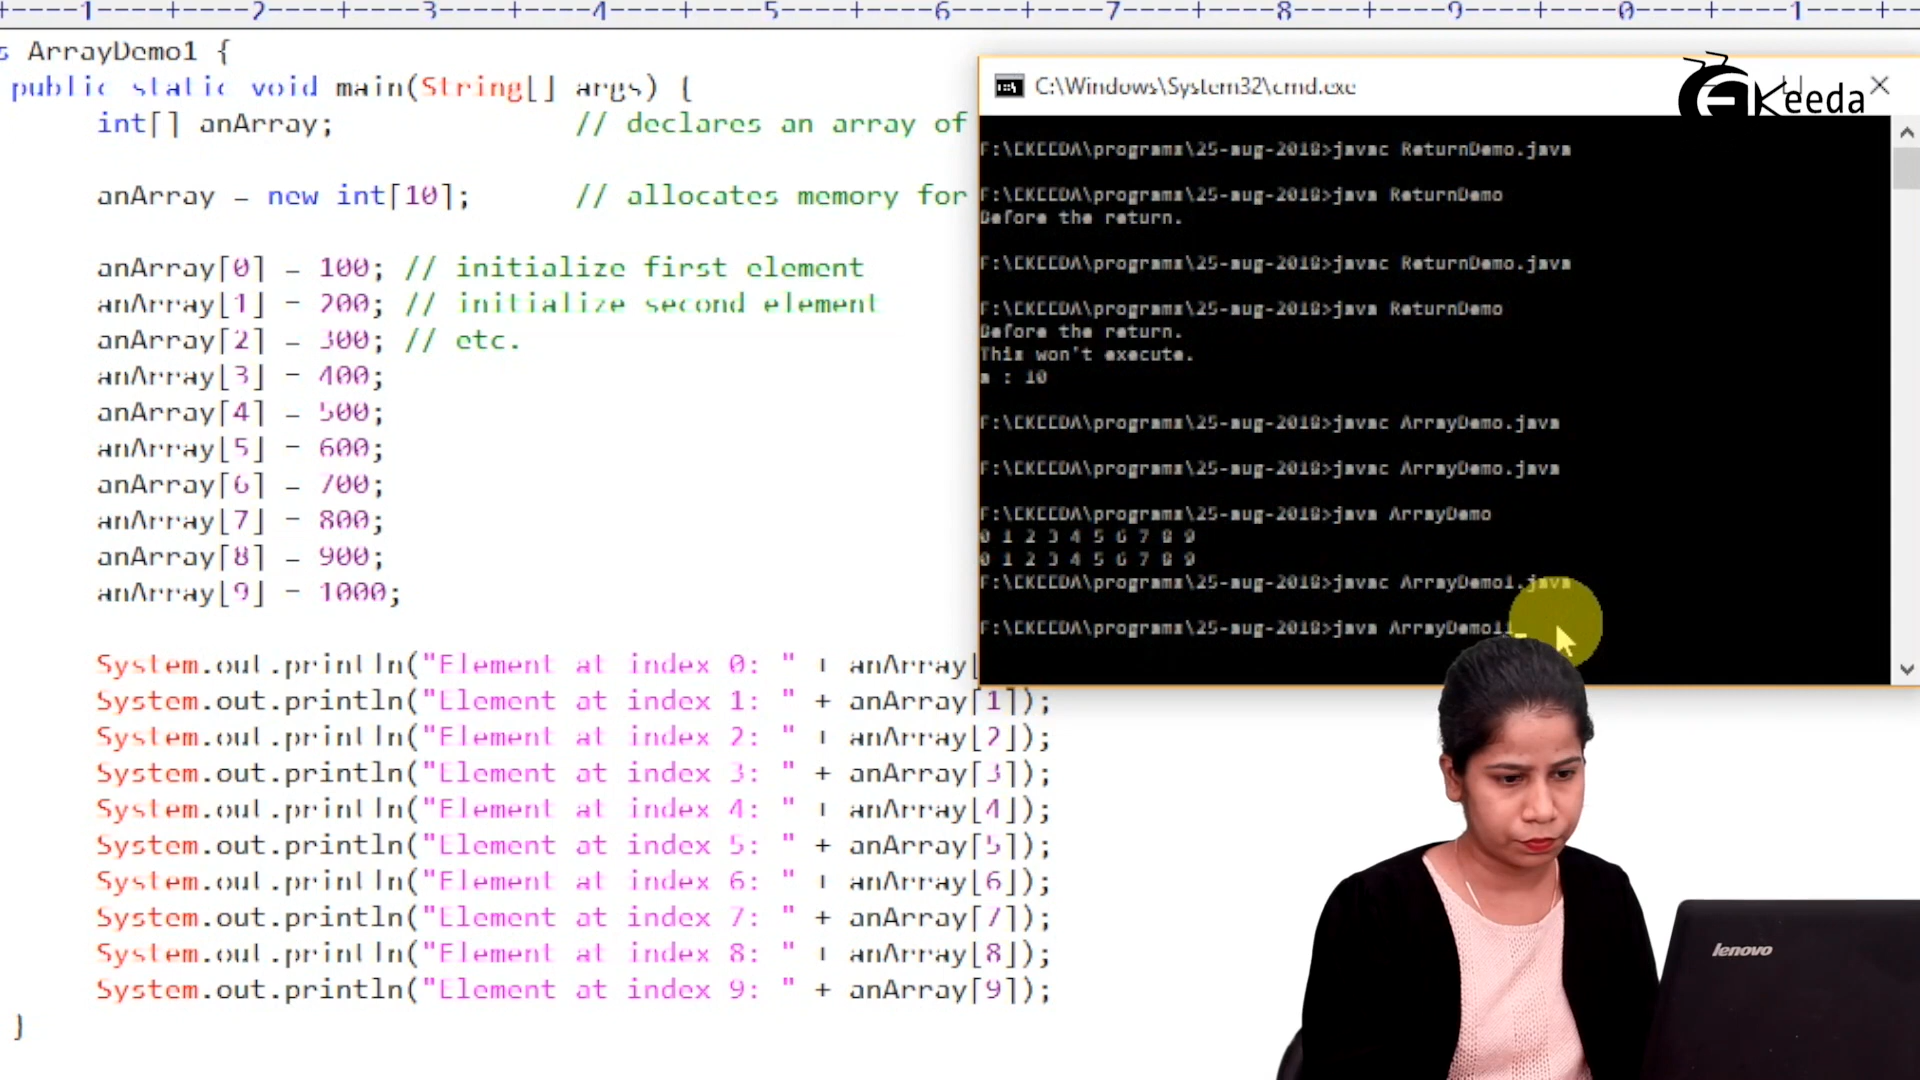 +----1----+----2----+----3----+----4----+----5----+----6----+----7----+----8----+----9----+----0----+----1----+
ArrayDemo1 {
public static void main(String[] args) {
int[] anArray; // declares an array of
anArray = new int[10]; // allocates memory for
anArray[0] = 100; // initialize first element
anArray[1] = 200; // initialize second element
anArray[2] = 300; // etc.
anArray[3] = 400;
anArray[4] = 500;
anArray[5] = 600;
anArray[6] = 700;
anArray[7] = 800;
anArray[8] = 900;
anArray[9] = 1000;
System.out.println("Element at index 0: " + anArray[
System.out.println("Element at index 1: " + anArray[1]);
System.out.println("Element at index 2: " + anArray[2]);
System.out.println("Element at index 3: " + anArray[3]);
System.out.println("Element at index 4: " + anArray[4]);
System.out.println("Element at index 5: " + anArray[5]);
System.out.println("Element at index 6: " + anArray[6]);
System.out.println("Element at index 7: " + anArray[7]);
System.out.println("Element at index 8: " + anArray[8]);
System.out.println("Element at index 9: " + anArray[9]);
}
C:\Windows\System32\cmd.exe
Ekeeda
F:\EKEEDA\programs\25-aug-2018>javac ReturnDemo.java
F:\EKEEDA\programs\25-aug-2018>java ReturnDemo
Before the return.
F:\EKEEDA\programs\25-aug-2018>javac ReturnDemo.java
F:\EKEEDA\programs\25-aug-2018>java ReturnDemo
Before the return.
This won't execute.
a : 10
F:\EKEEDA\programs\25-aug-2018>javac ArrayDemo.java
F:\EKEEDA\programs\25-aug-2018>javac ArrayDemo.java
F:\EKEEDA\programs\25-aug-2018>java ArrayDemo
0 1 2 3 4 5 6 7 8 9
0 1 2 3 4 5 6 7 8 9
F:\EKEEDA\programs\25-aug-2018>javac ArrayDemo1.java
F:\EKEEDA\programs\25-aug-2018>java ArrayDemo1
lenovo